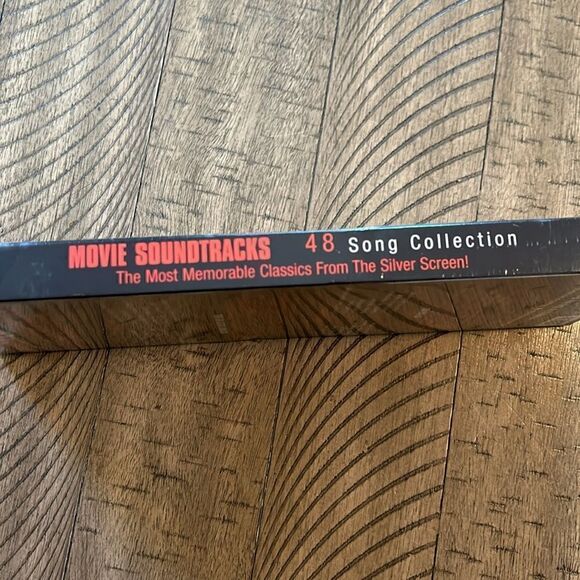 MOVIE SOUNDTRACKS 48 Song Collection
The Most Memorable Classics From The Silver Screen!